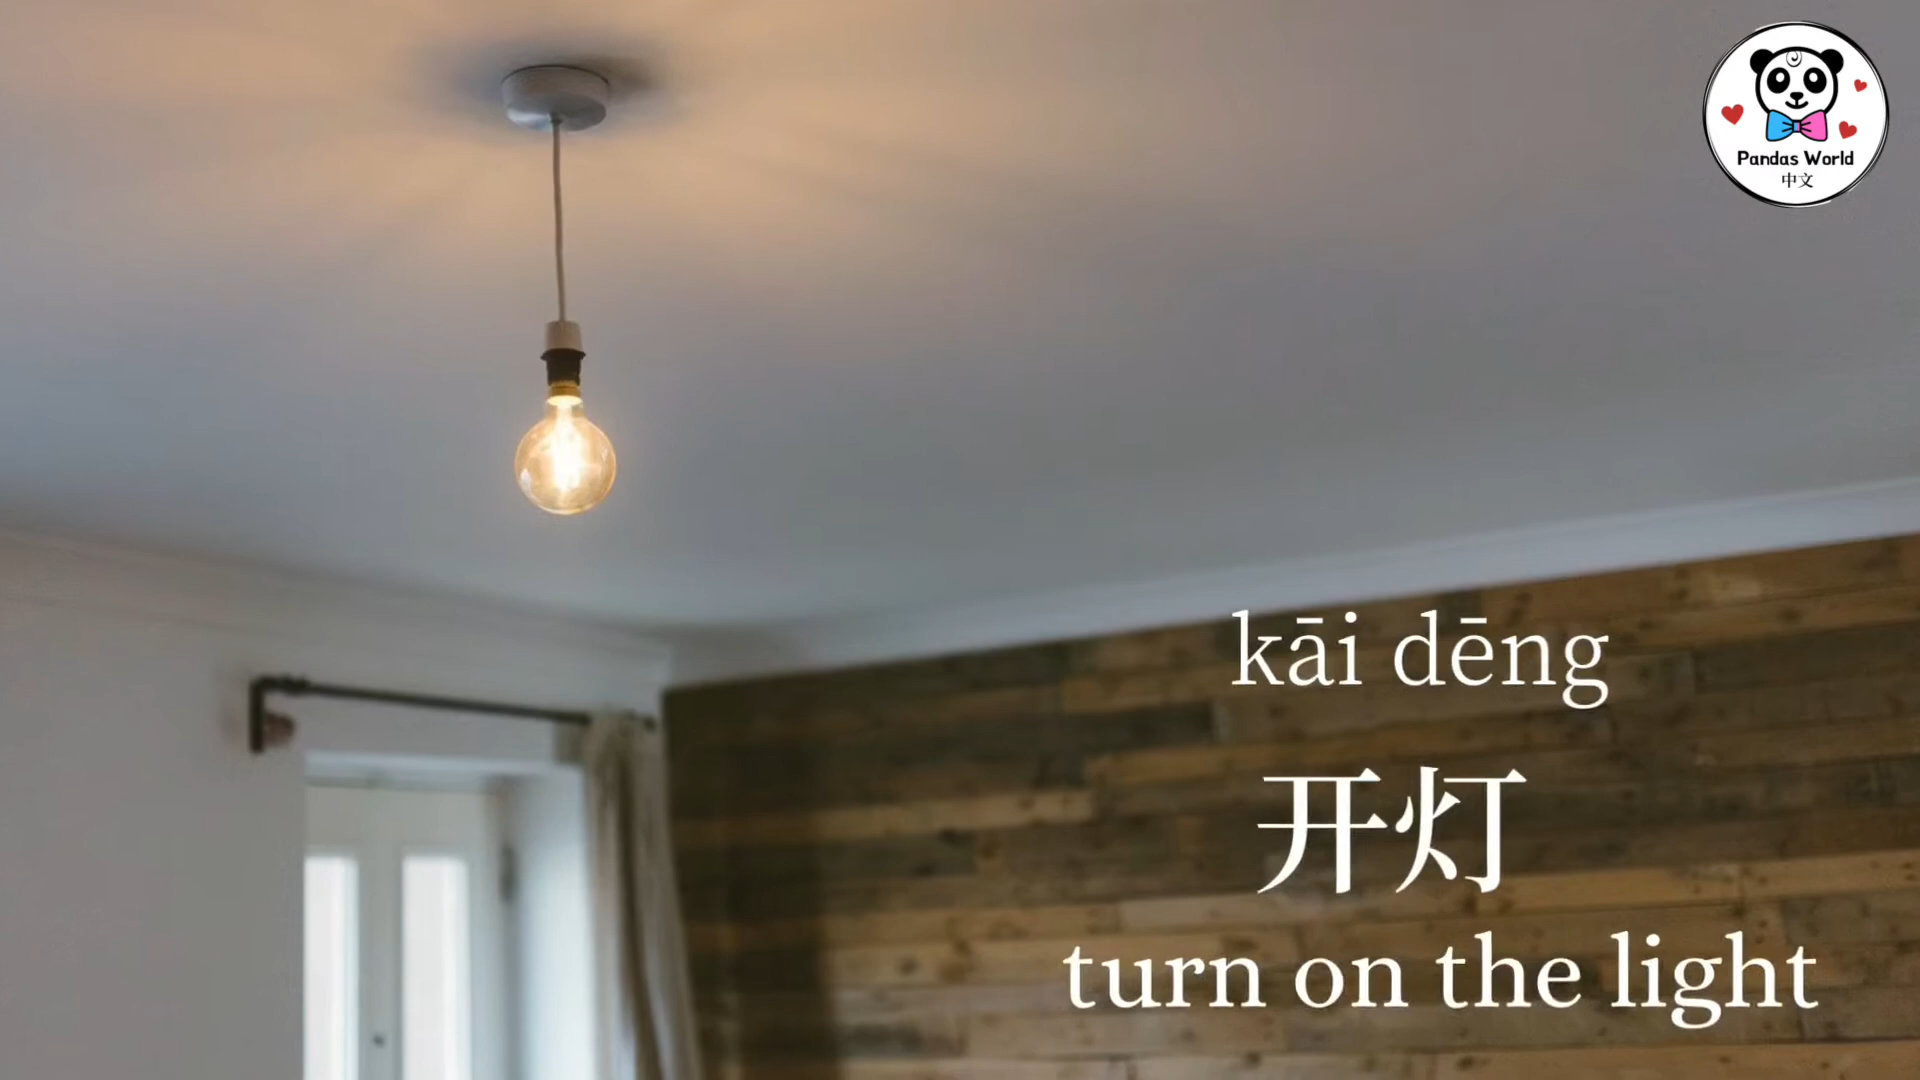 Pandas World
中文
kāi dēng
开灯
turn on the light